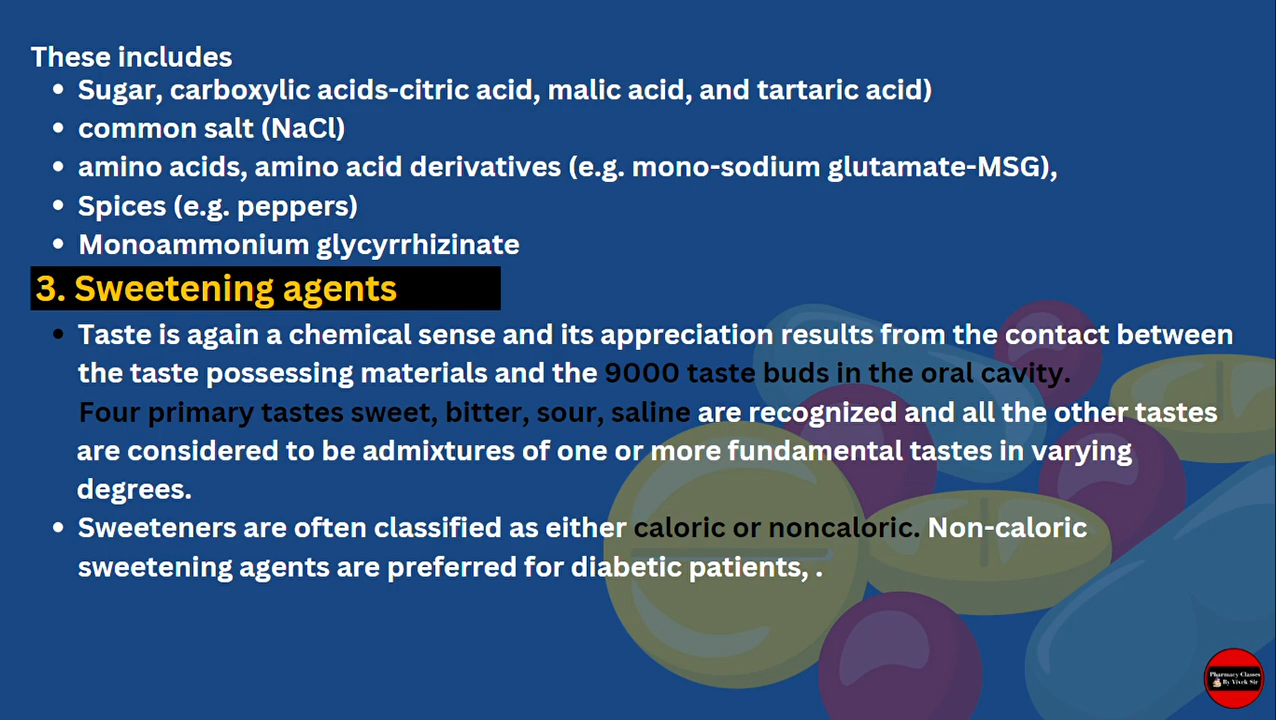 These includes
• Sugar, carboxylic acids-citric acid, malic acid, and tartaric acid)
• common salt (NaCl)
• amino acids, amino acid derivatives (e.g. mono-sodium glutamate-MSG),
• Spices (e.g. peppers)
• Monoammonium glycyrrhizinate
3. Sweetening agents
• Taste is again a chemical sense and its appreciation results from the contact between
the taste possessing materials and the 9000 taste buds in the oral cavity.
Four primary tastes sweet, bitter, sour, saline are recognized and all the other tastes
are considered to be admixtures of one or more fundamental tastes in varying
degrees.
• Sweeteners are often classified as either caloric or noncaloric. Non-caloric
sweetening agents are preferred for diabetic patients, .
Pharmacy Classes
By Vivek Sir